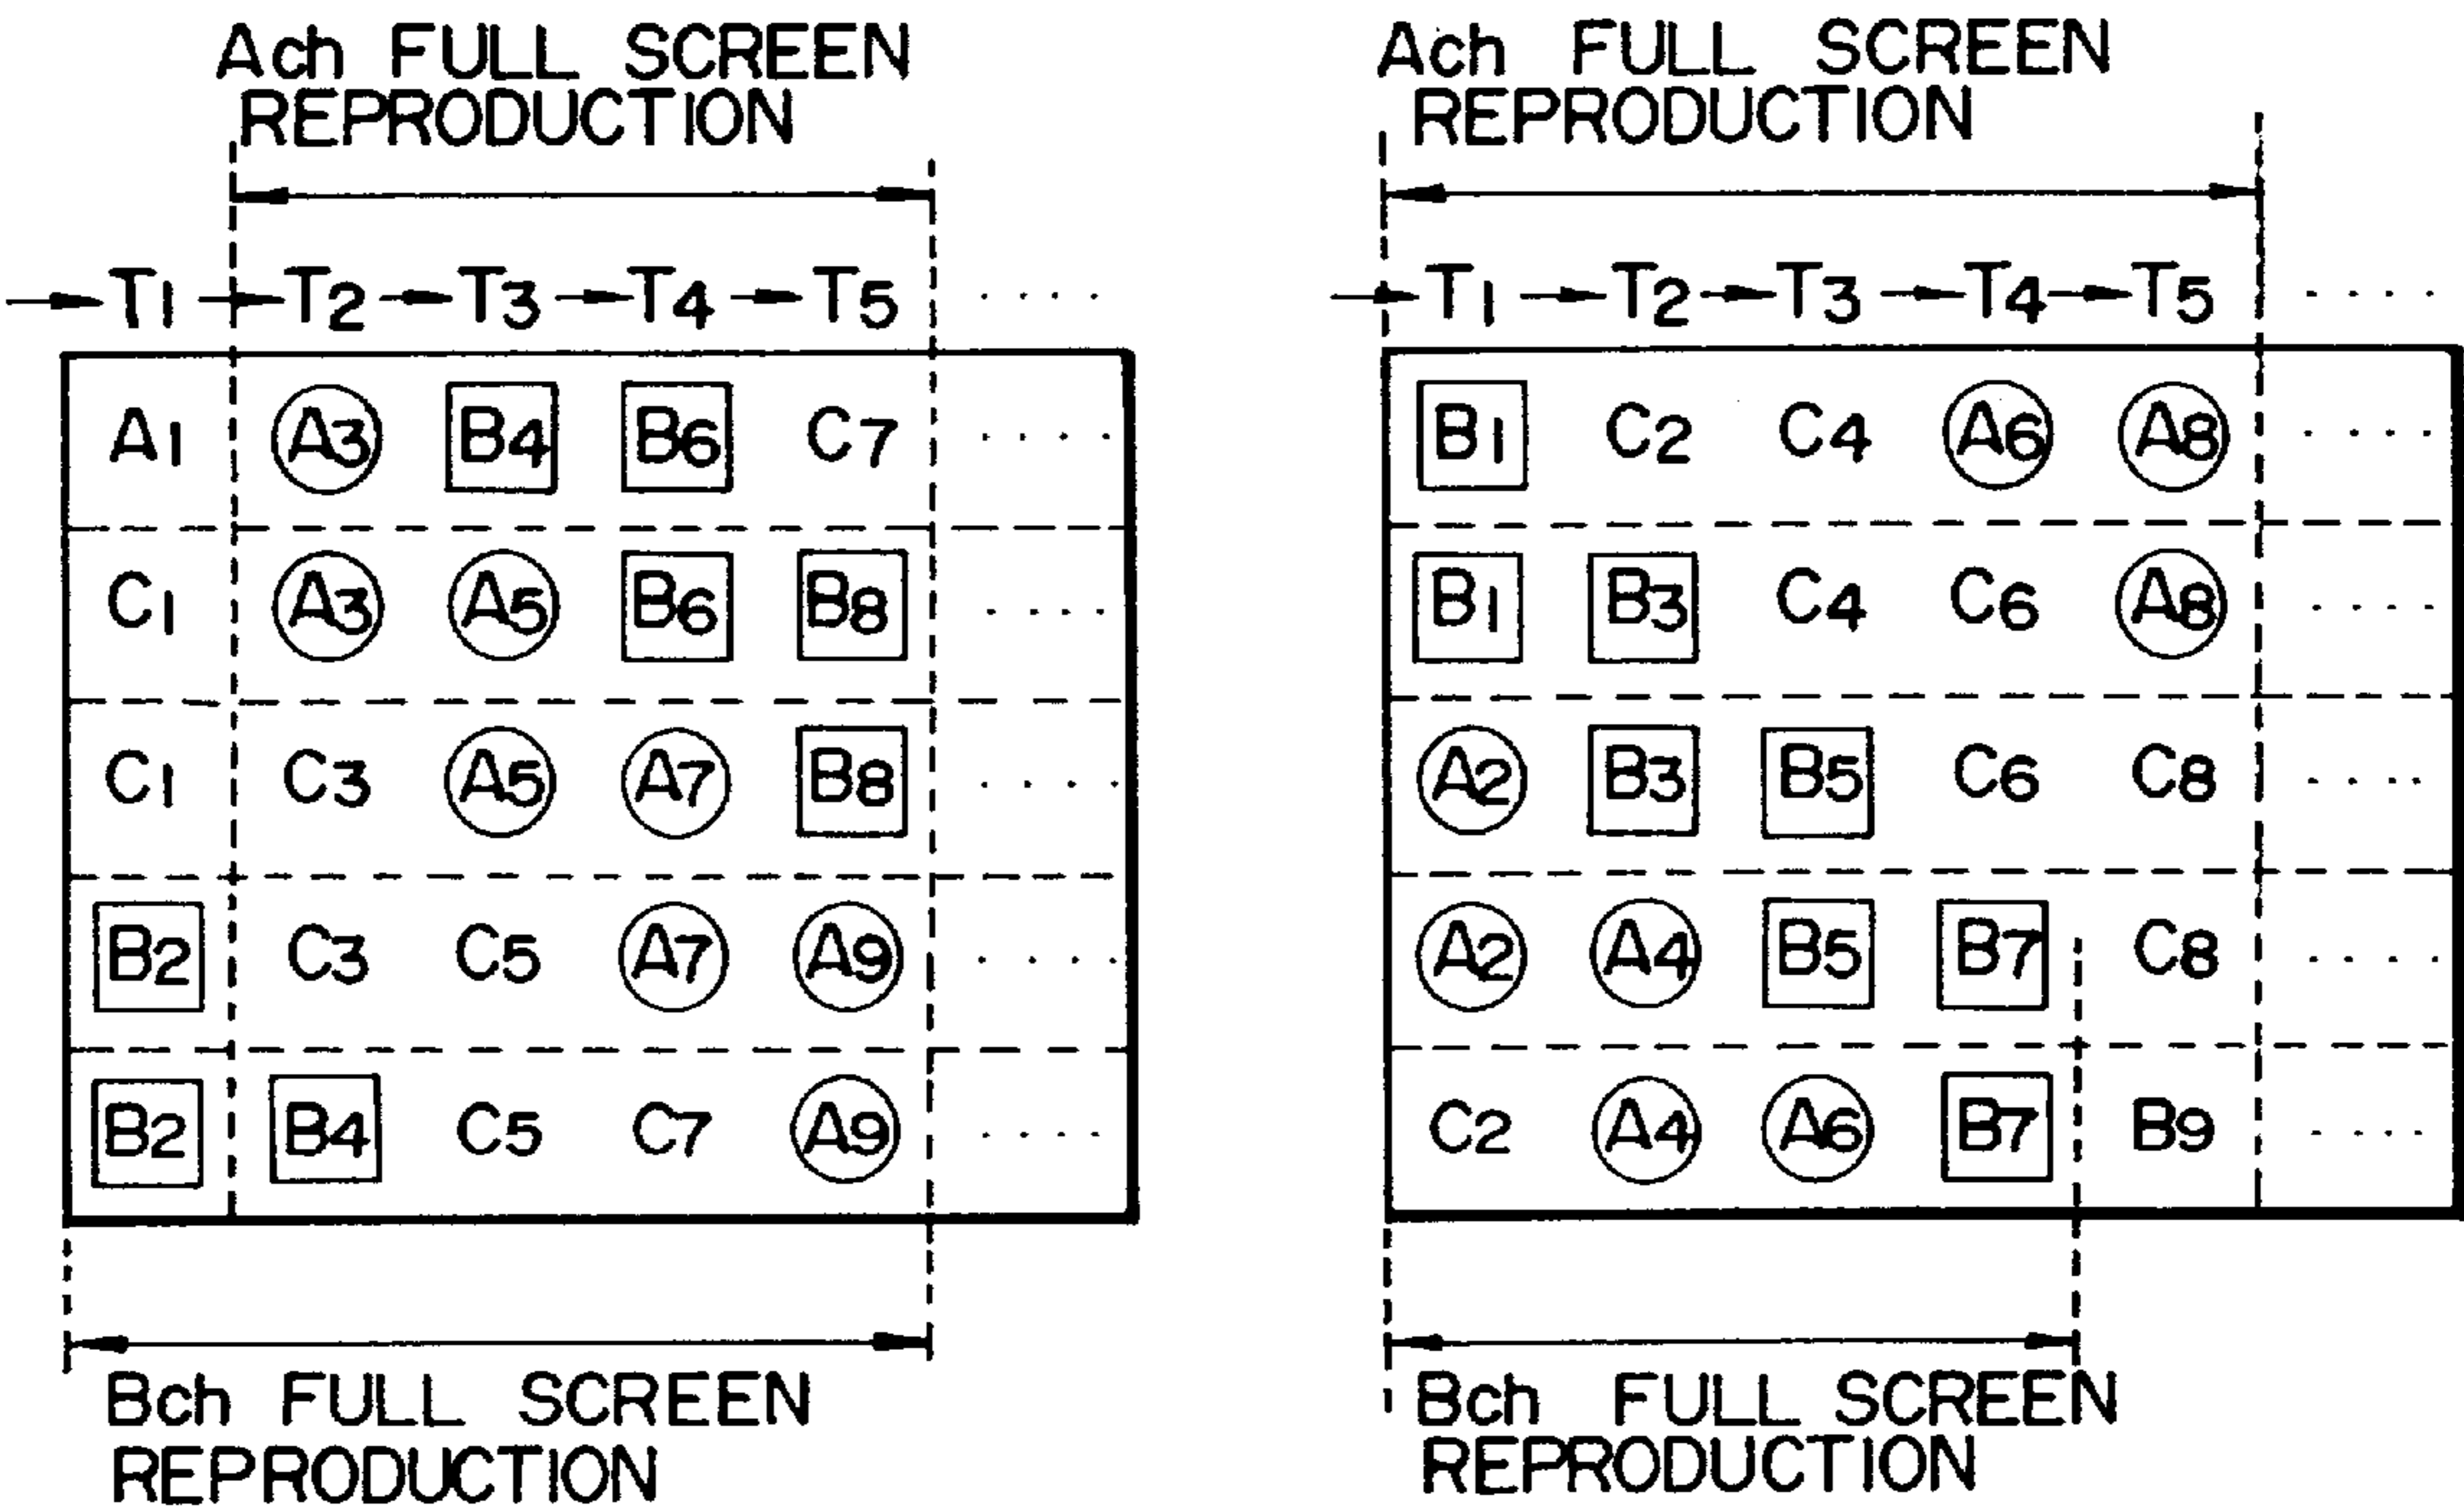 Ach FULL SCREEN
REPRODUCTION
T1 T2 T3 T4 T5 ....
A1 A3 B4 B6 C7 ....
C1 A3 A5 B6 B8 ....
C1 C3 A5 A7 B8 ....
B2 C3 C5 A7 A9 ....
B2 B4 C5 C7 A9 ....
Bch FULL SCREEN
REPRODUCTION
Ach FULL SCREEN
REPRODUCTION
T1 T2 T3 T4 T5 ....
B1 C2 C4 A6 A8 ....
B1 B3 C4 C6 A8 ....
A2 B3 B5 C6 C8 ....
A2 A4 B5 B7 C8 ....
C2 A4 A6 B7 B9 ....
Bch FULL SCREEN
REPRODUCTION